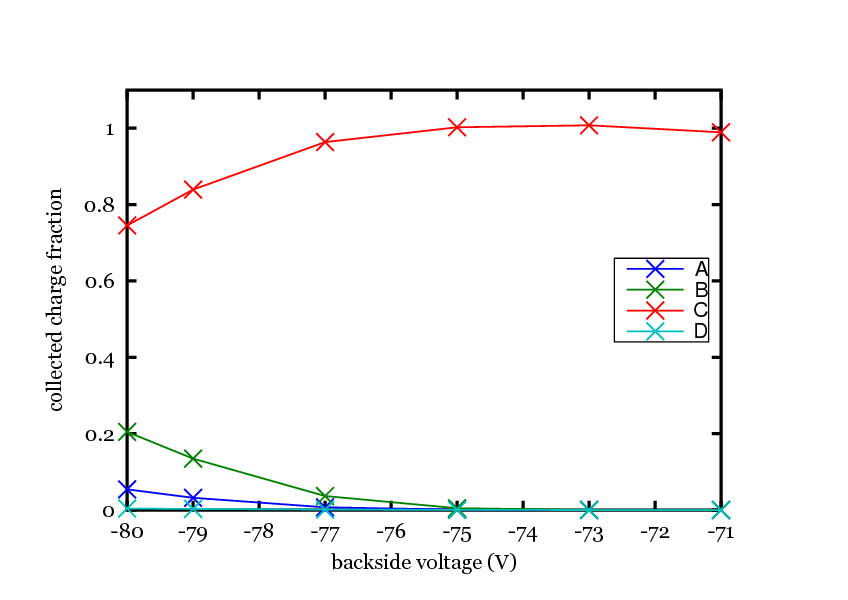 1
0.8
0.6
0.4
0.2
0
collected charge fraction
A
B
C
D
-80 -79 -78 -77 -76 -75 -74 -73 -72 -71
backside voltage (V)